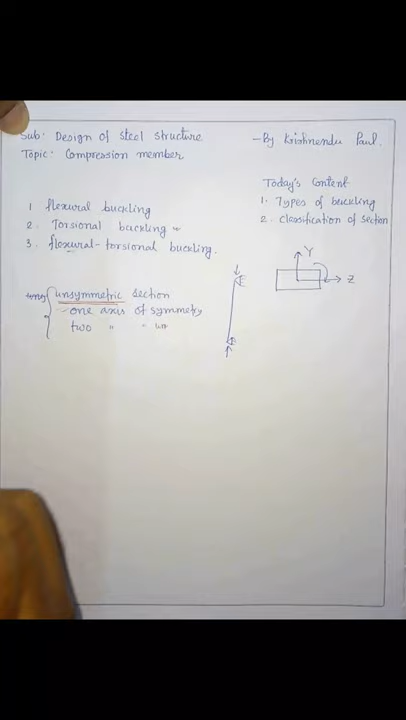 Sub: Design of steel structure
- By Krishnendu Paul.
Topic: Compression member
Today's Content
1. Types of buckling
2. Classification of section
1 flexural buckling
2. Torsional buckling
3. flexural-torsional buckling.
Y
Z
unsymmetric section
one axis of symmetry
two " "